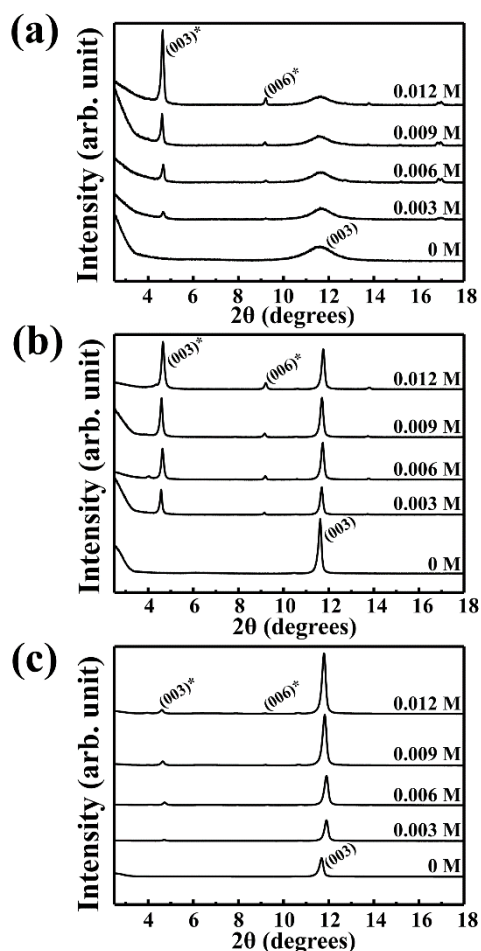 (a)
Intensity (arb. unit)
(003)*
(006)*
0.012 M
0.009 M
0.006 M
0.003 M
(003)
0 M
4 6 8 10 12 14 16 18
2θ (degrees)
(b)
Intensity (arb. unit)
(003)*
(006)*
0.012 M
0.009 M
0.006 M
0.003 M
(003)
0 M
4 6 8 10 12 14 16 18
2θ (degrees)
(c)
Intensity (arb. unit)
(003)*
(006)*
0.012 M
0.009 M
0.006 M
0.003 M
(003)
0 M
4 6 8 10 12 14 16 18
2θ (degrees)